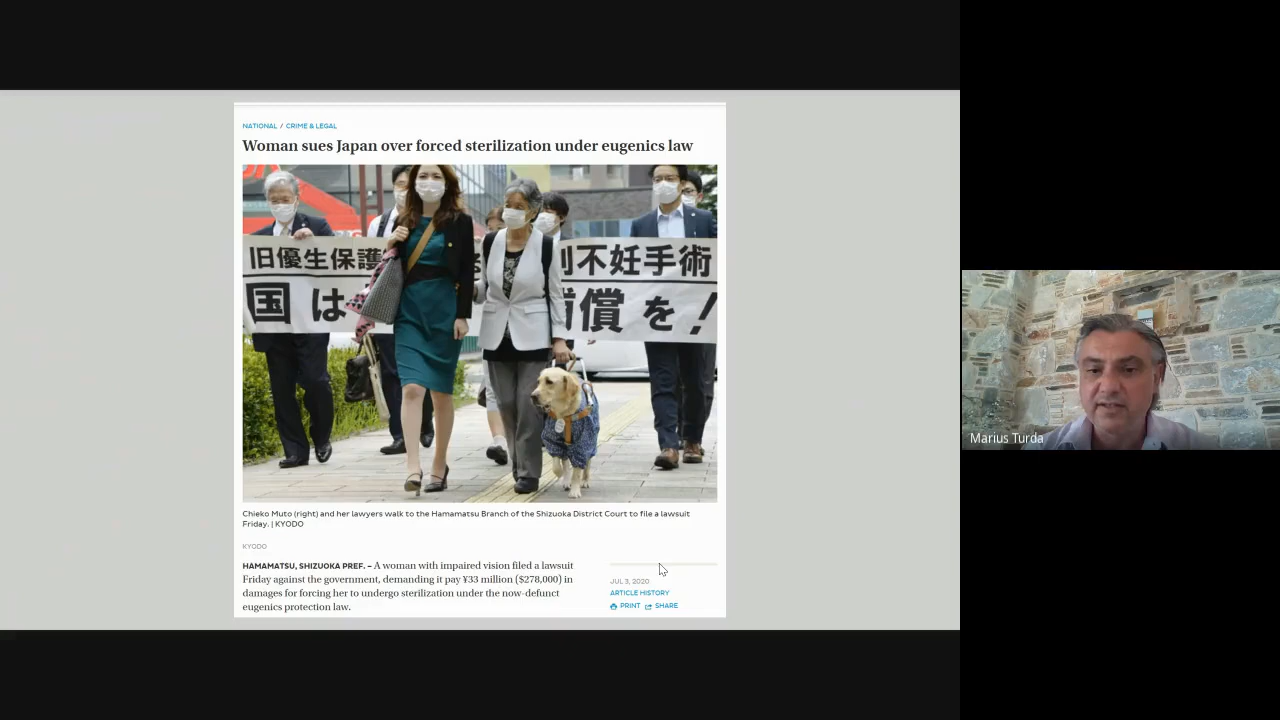 NATIONAL / CRIME & LEGAL
Woman sues Japan over forced sterilization under eugenics law
旧優生保護
別不妊手術
国は
補償を！
Chieko Muto (right) and her lawyers walk to the Hamamatsu Branch of the Shizuoka District Court to file a lawsuit
Friday. | KYODO
KYODO
HAMAMATSU, SHIZUOKA PREF. – A woman with impaired vision filed a lawsuit
Friday against the government, demanding it pay ¥33 million ($278,000) in
damages for forcing her to undergo sterilization under the now-defunct
eugenics protection law.
JUL 3, 2020
ARTICLE HISTORY
PRINT SHARE
Marius Turda